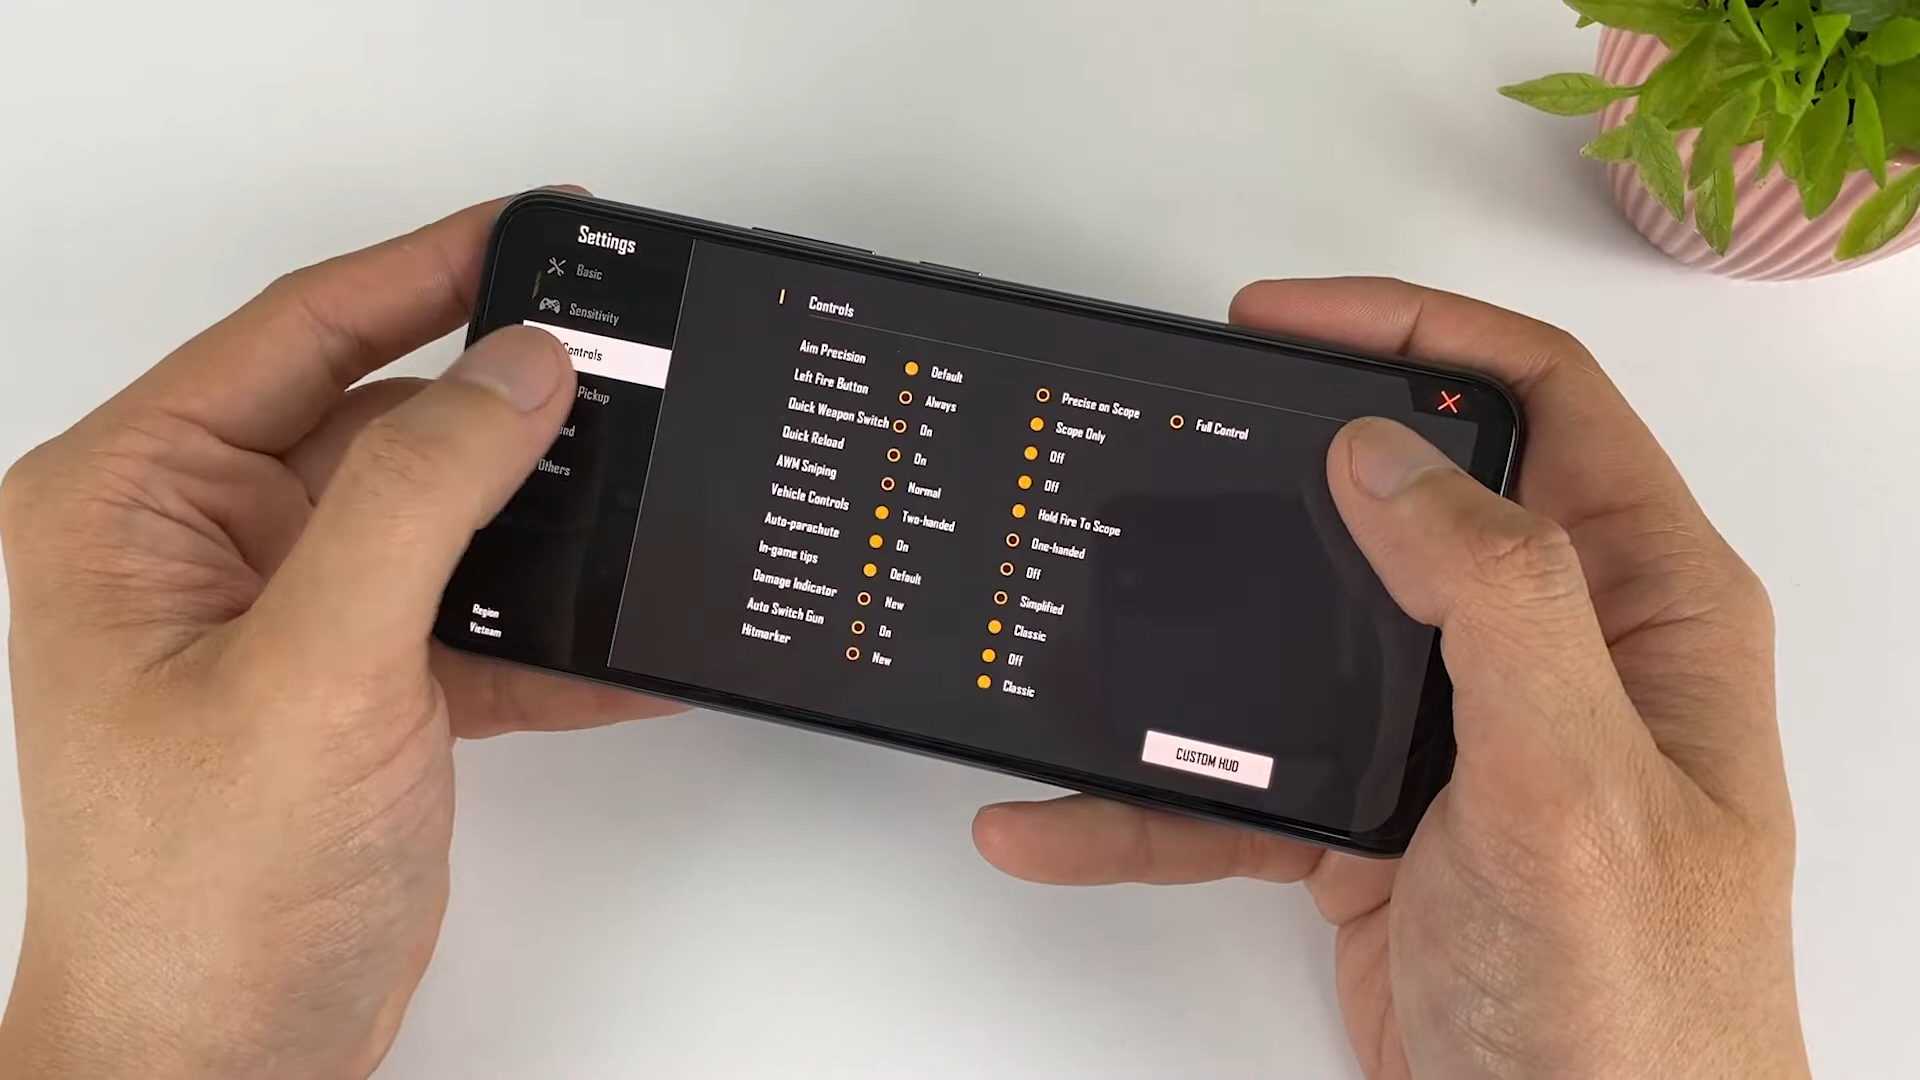 Settings
Basic
Sensitivity
Controls
Pickup
Others
Region
Vietnam
Controls
Aim Precision Default Precise on Scope Full Control
Left Fire Button Always Scope Only
Quick Weapon Switch On Off
Quick Reload On Off
AWM Sniping Normal Hold Fire To Scope
Vehicle Controls Two-handed One-handed
Auto-parachute On Off
In-game tips Default Simplified
Damage Indicator New Classic
Auto Switch Gun On Off
Hitmarker New Classic
CUSTOM HUD